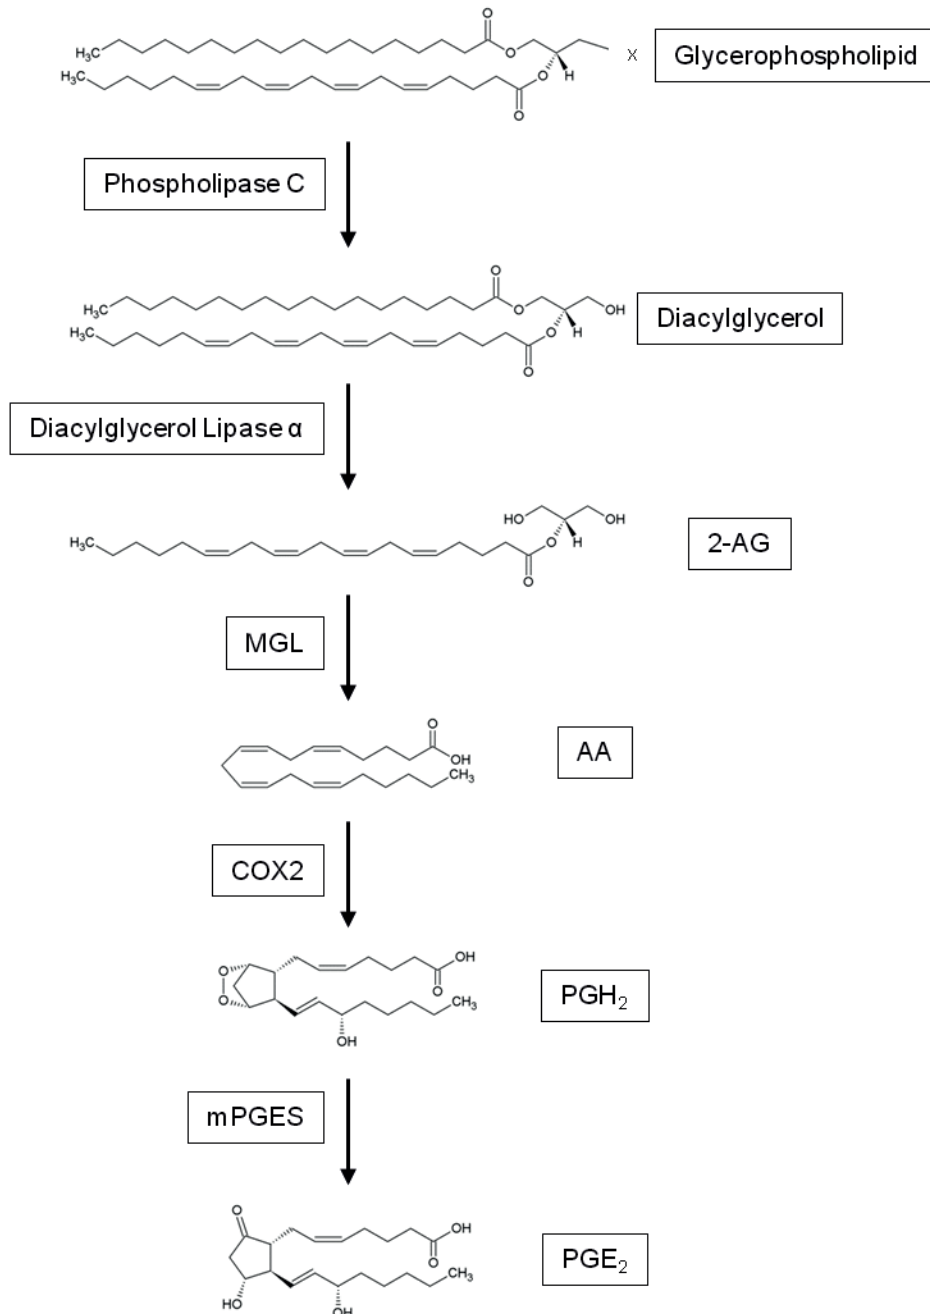 O
H₃C
O
X
Glycerophospholipid
H₃C
O
H
O
Phospholipase C
O
H₃C
O
OH
Diacylglycerol
H₃C
O
H
O
Diacylglycerol Lipase α
HO
OH
H₃C
O
H
2-AG
O
MGL
O
OH
AA
CH₃
COX2
OH
O
O
O
CH₃
PGH₂
OH
mPGES
O
OH
O
CH₃
PGE₂
HO
OH